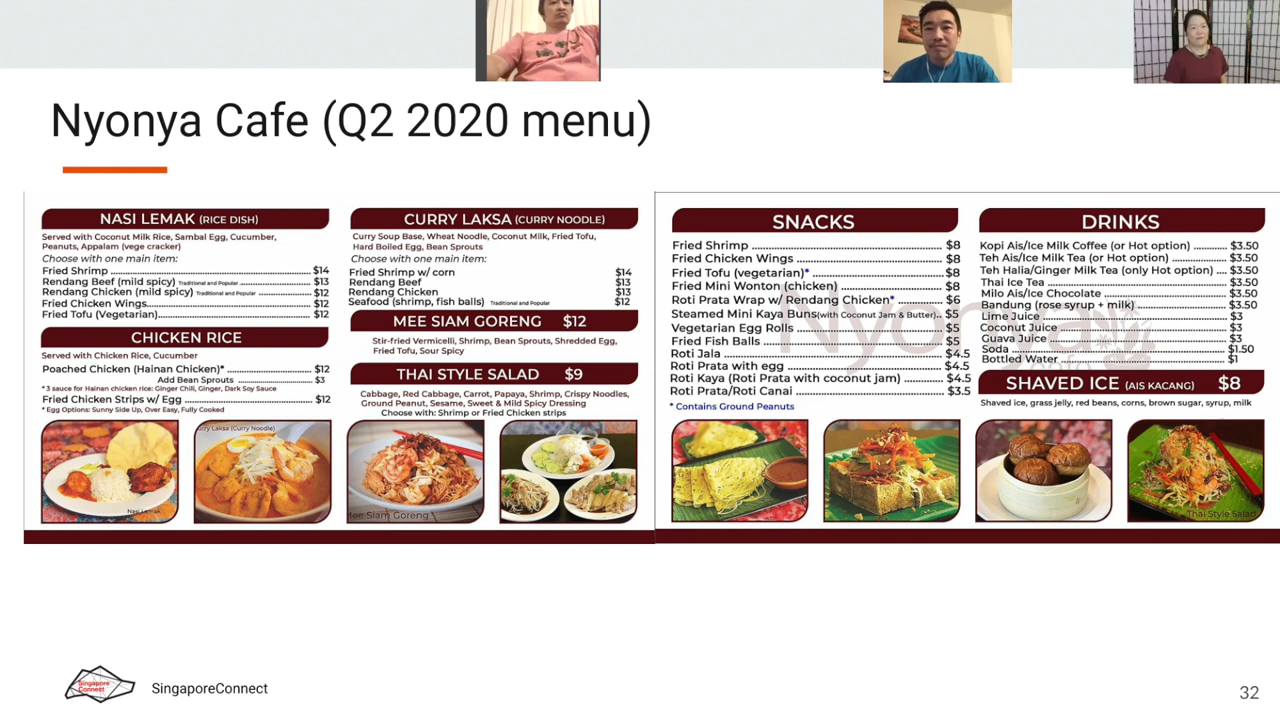 Nyonya Cafe (Q2 2020 menu)
NASI LEMAK (RICE DISH)
Served with Coconut Milk Rice, Sambal Egg, Cucumber,
Peanuts, Appalam (vege cracker)
Choose with one main item:
Fried Shrimp $14
Rendang Beef (mild spicy) Traditional and Popular $13
Rendang Chicken (mild spicy) Traditional and Popular $12
Fried Chicken Wings $12
Fried Tofu (Vegetarian) $12
CHICKEN RICE
Served with Chicken Rice, Cucumber
Poached Chicken (Hainan Chicken)* $12
Add Bean Sprouts $3
* 3 sauce for Hainan chicken rice: Ginger Chili, Ginger, Dark Soy Sauce
Fried Chicken Strips w/ Egg $12
* Egg Options: Sunny Side Up, Over Easy, Fully Cooked
Nasi Lemak
Curry Laksa (Curry Noodle)
CURRY LAKSA (CURRY NOODLE)
Curry Soup Base, Wheat Noodle, Coconut Milk, Fried Tofu,
Hard Boiled Egg, Bean Sprouts
Choose with one main item:
Fried Shrimp w/ corn $14
Rendang Beef $13
Rendang Chicken $13
Seafood (shrimp, fish balls) Traditional and Popular $12
MEE SIAM GORENG $12
Stir-fried Vermicelli, Shrimp, Bean Sprouts, Shredded Egg,
Fried Tofu, Sour Spicy
THAI STYLE SALAD $9
Cabbage, Red Cabbage, Carrot, Papaya, Shrimp, Crispy Noodles,
Ground Peanut, Sesame, Sweet & Mild Spicy Dressing
Choose with: Shrimp or Fried Chicken strips
Mee Siam Goreng
SNACKS
Fried Shrimp $8
Fried Chicken Wings $8
Fried Tofu (vegetarian)* $8
Fried Mini Wonton (chicken) $8
Roti Prata Wrap w/ Rendang Chicken* $6
Steamed Mini Kaya Buns(with Coconut Jam & Butter).. $5
Vegetarian Egg Rolls $5
Fried Fish Balls $5
Roti Jala $4.5
Roti Prata with egg $4.5
Roti Kaya (Roti Prata with coconut jam) $4.5
Roti Prata/Roti Canai $3.5
* Contains Ground Peanuts
Nyonya
DRINKS
Kopi Ais/Ice Milk Coffee (or Hot option) $3.50
Teh Ais/Ice Milk Tea (or Hot option) $3.50
Teh Halia/Ginger Milk Tea (only Hot option) .... $3.50
Thai Ice Tea $3.50
Milo Ais/Ice Chocolate $3.50
Bandung (rose syrup + milk) $3.50
Lime Juice $3
Coconut Juice $3
Guava Juice $3
Soda $1.50
Bottled Water $1
SHAVED ICE (AIS KACANG) $8
Shaved ice, grass jelly, red beans, corns, brown sugar, syrup, milk
Thai Style Salad
Singapore
Connect
SingaporeConnect
32